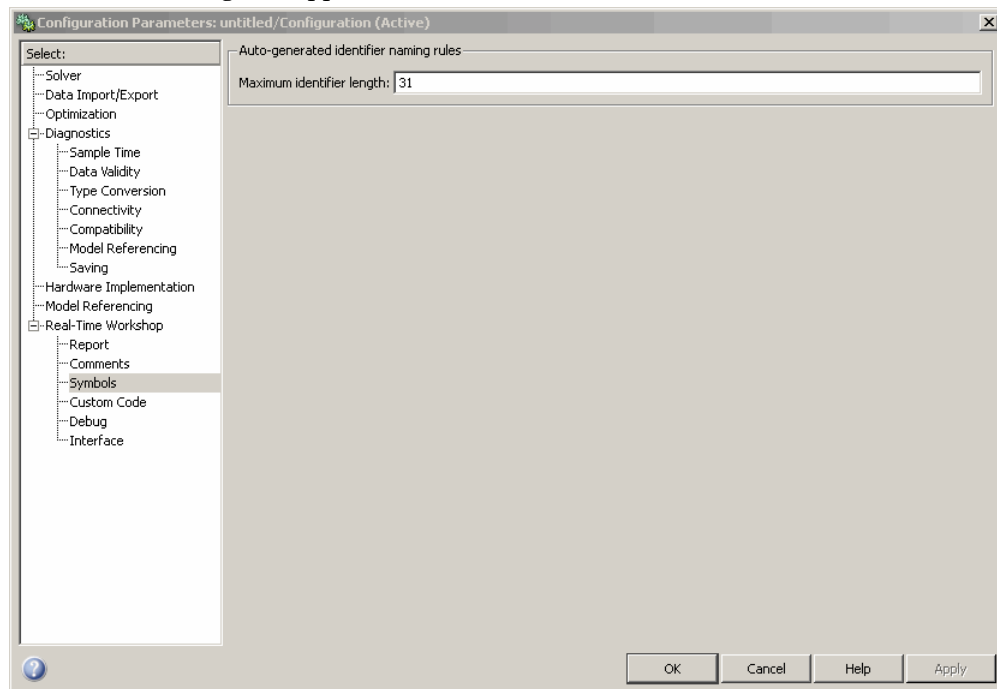 Configuration Parameters: untitled/Configuration (Active)
Select:
Solver
Data Import/Export
Optimization
Diagnostics
Sample Time
Data Validity
Type Conversion
Connectivity
Compatibility
Model Referencing
Saving
Hardware Implementation
Model Referencing
Real-Time Workshop
Report
Comments
Symbols
Custom Code
Debug
Interface
Auto-generated identifier naming rules
Maximum identifier length: 31
OK Cancel Help Apply